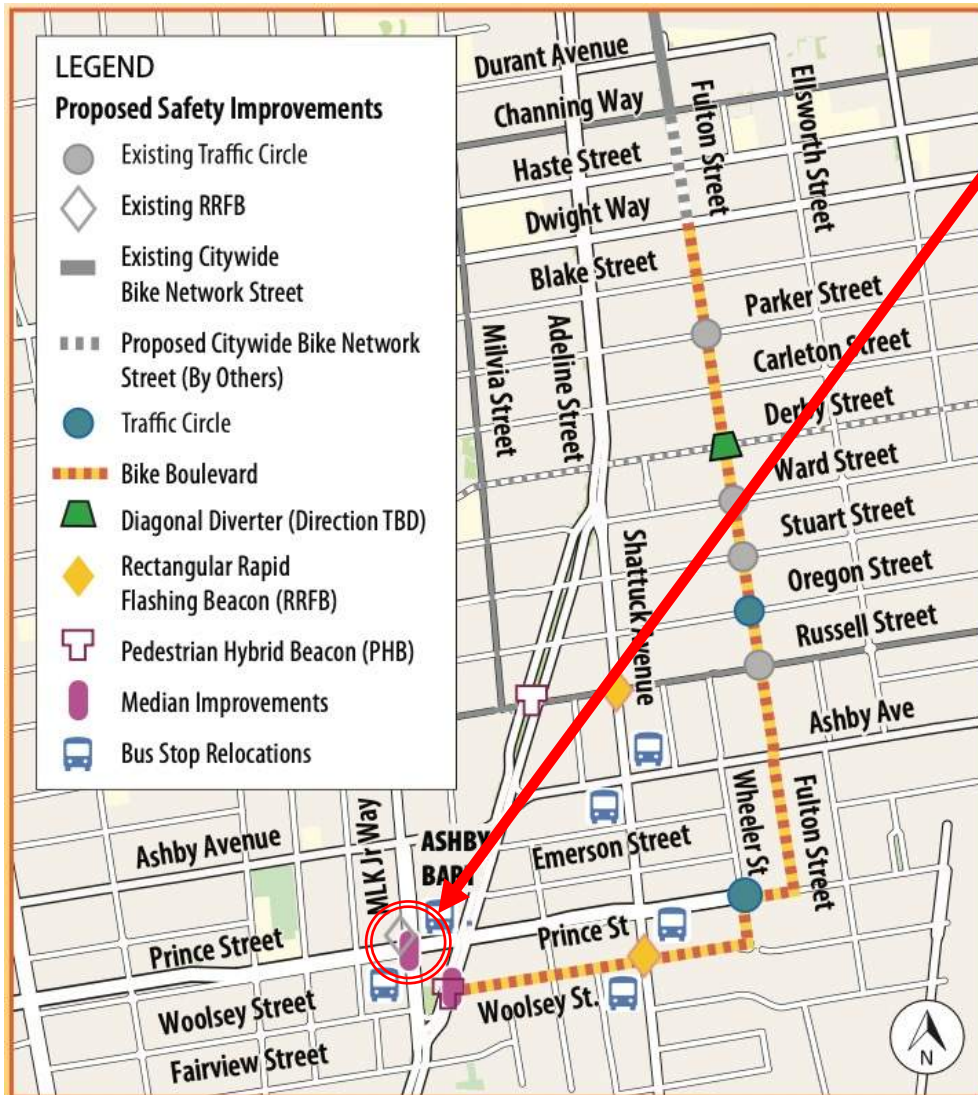 LEGEND
Proposed Safety Improvements
Existing Traffic Circle
Existing RRFB
Existing Citywide
Bike Network Street
Proposed Citywide Bike Network
Street (By Others)
Traffic Circle
Bike Boulevard
Diagonal Diverter (Direction TBD)
Rectangular Rapid
Flashing Beacon (RRFB)
Pedestrian Hybrid Beacon (PHB)
Median Improvements
Bus Stop Relocations
Durant Avenue
Channing Way
Haste Street
Dwight Way
Blake Street
Fulton Street
Ellsworth Street
Parker Street
Carleton Street
Derby Street
Ward Street
Stuart Street
Oregon Street
Russell Street
Ashby Ave
Milvia Street
Adeline Street
Shattuck Avenue
Wheeler St
Fulton Street
MLK Jr Way
ASHBY
BART
Ashby Avenue
Emerson Street
Prince Street
Prince St
Woolsey Street
Woolsey St.
Fairview Street
N